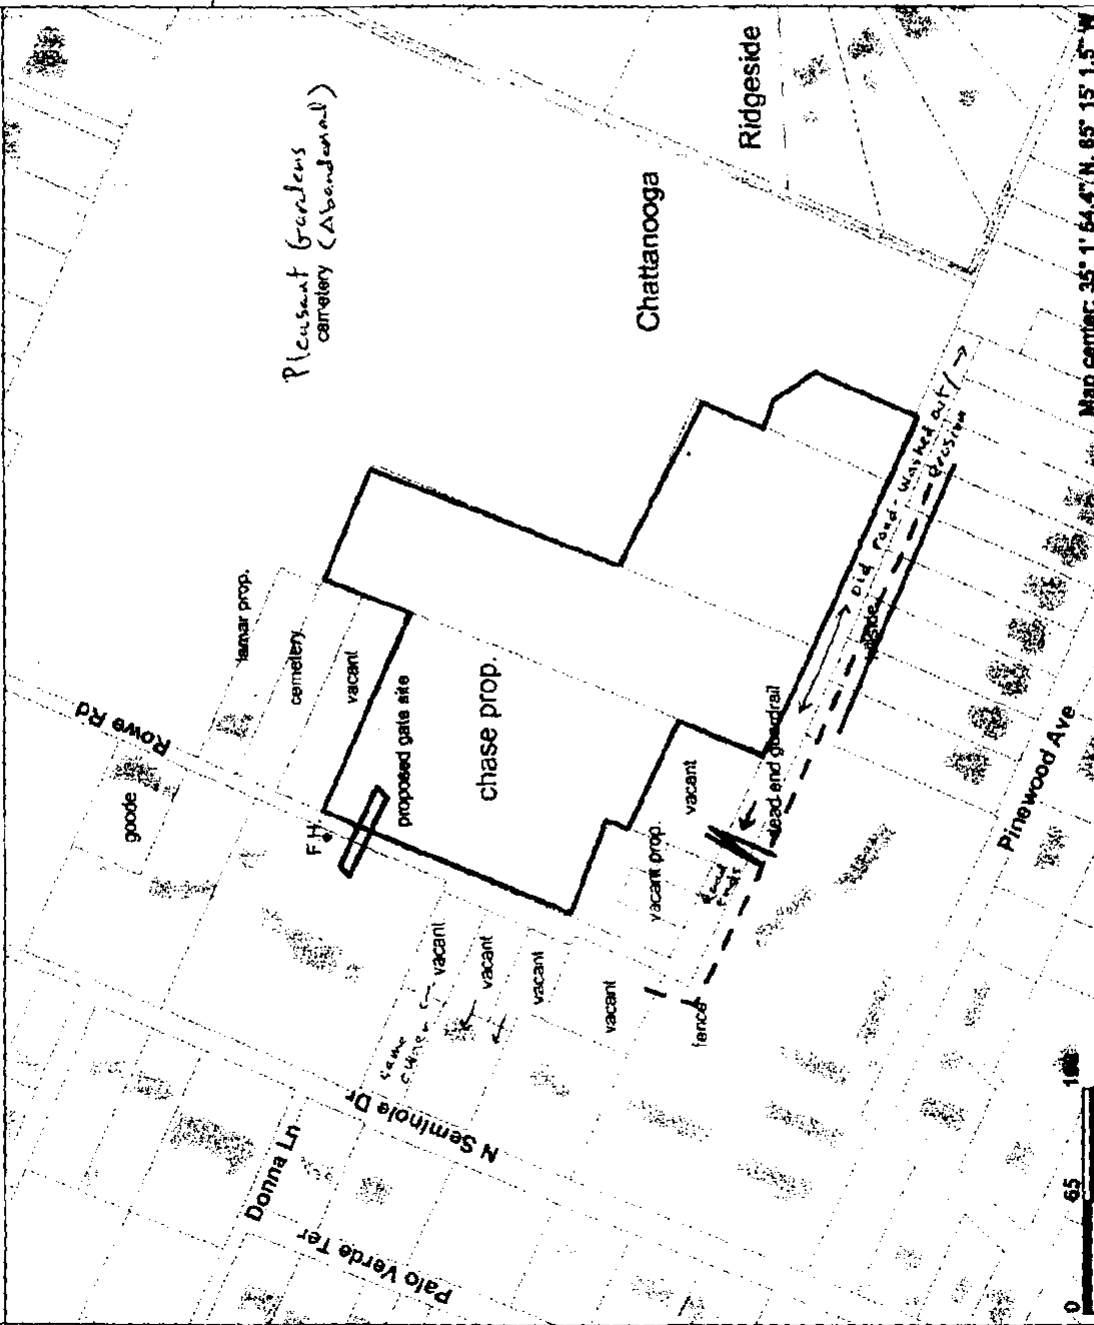 Pleasant Gardens
cemetery (Abandoned)
Ridgeside
Chattanooga
lamar prop.
cemetery
vacant
Rowe Rd
goode
F.H.
proposed gate site
chase prop.
vacant
vacant prop.
dead end guardrail
dead ends
old road - washed out /
erosion
hillside
vacant
vacant
vacant
vacant
same
owner
fence
N Seminole Dr
Donna Ln
Palo Verde Ter
Pinewood Ave
0 65
Map center: 35° 1' 54.4" N, 85° 15' 1.5" W